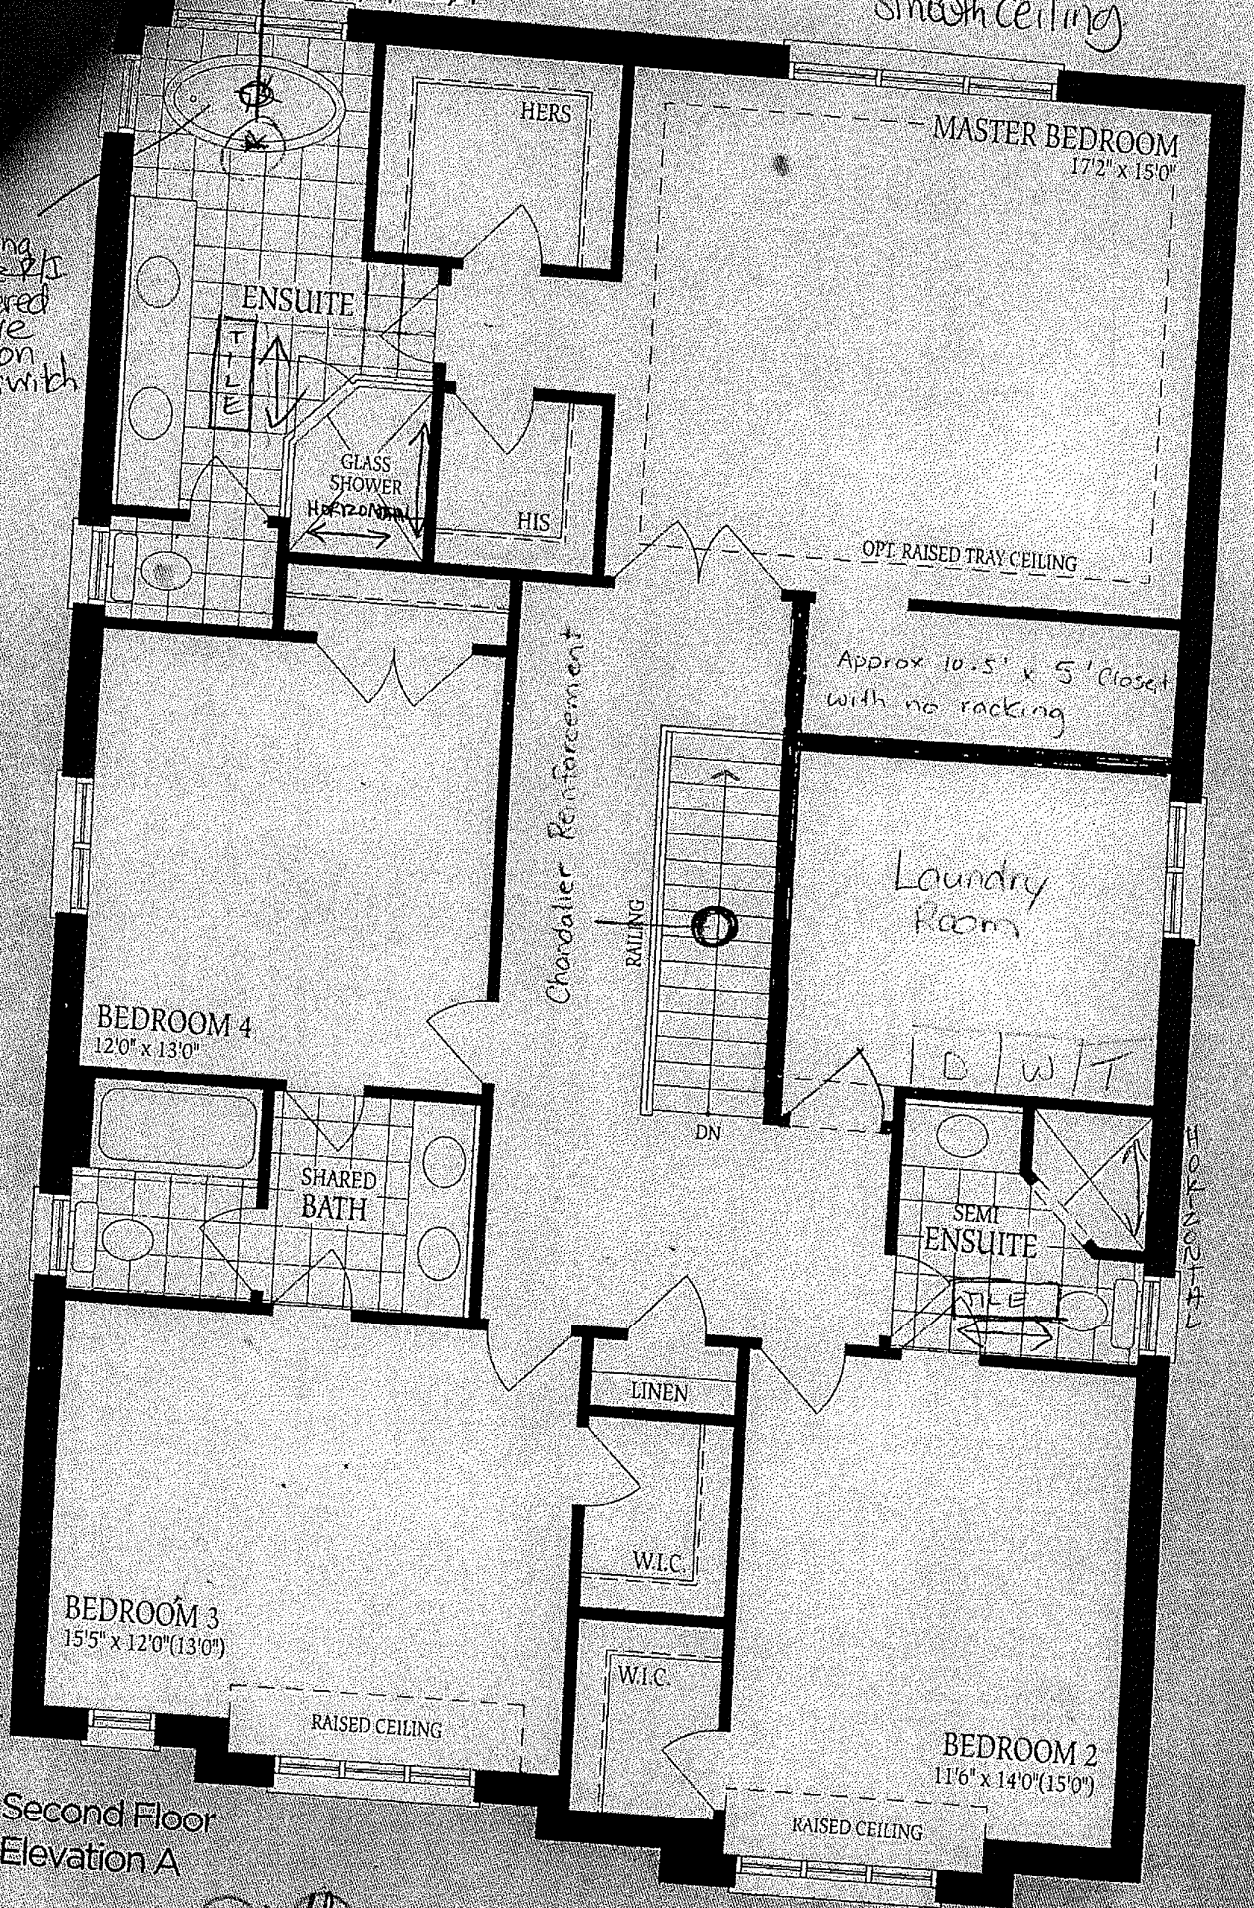 Smooth Ceiling
HERS
MASTER BEDROOM
17'2" x 15'0"
ENSUITE
TILE
switch
GLASS
SHOWER
HORIZONTAL
HIS
OPT. RAISED TRAY CEILING
Approx 10.5' x 5' Closet
with no racking
Chandalier Reinforcement
RAILING
Laundry
Room
BEDROOM 4
12'0" x 13'0"
D W T
DN
SHARED
BATH
SEMI
ENSUITE
TILE
HORIZONTAL
LINEN
W.I.C.
BEDROOM 3
15'5" x 12'0"(13'0")
W.I.C.
RAISED CEILING
BEDROOM 2
11'6" x 14'0"(15'0")
RAISED CEILING
Second Floor
Elevation A